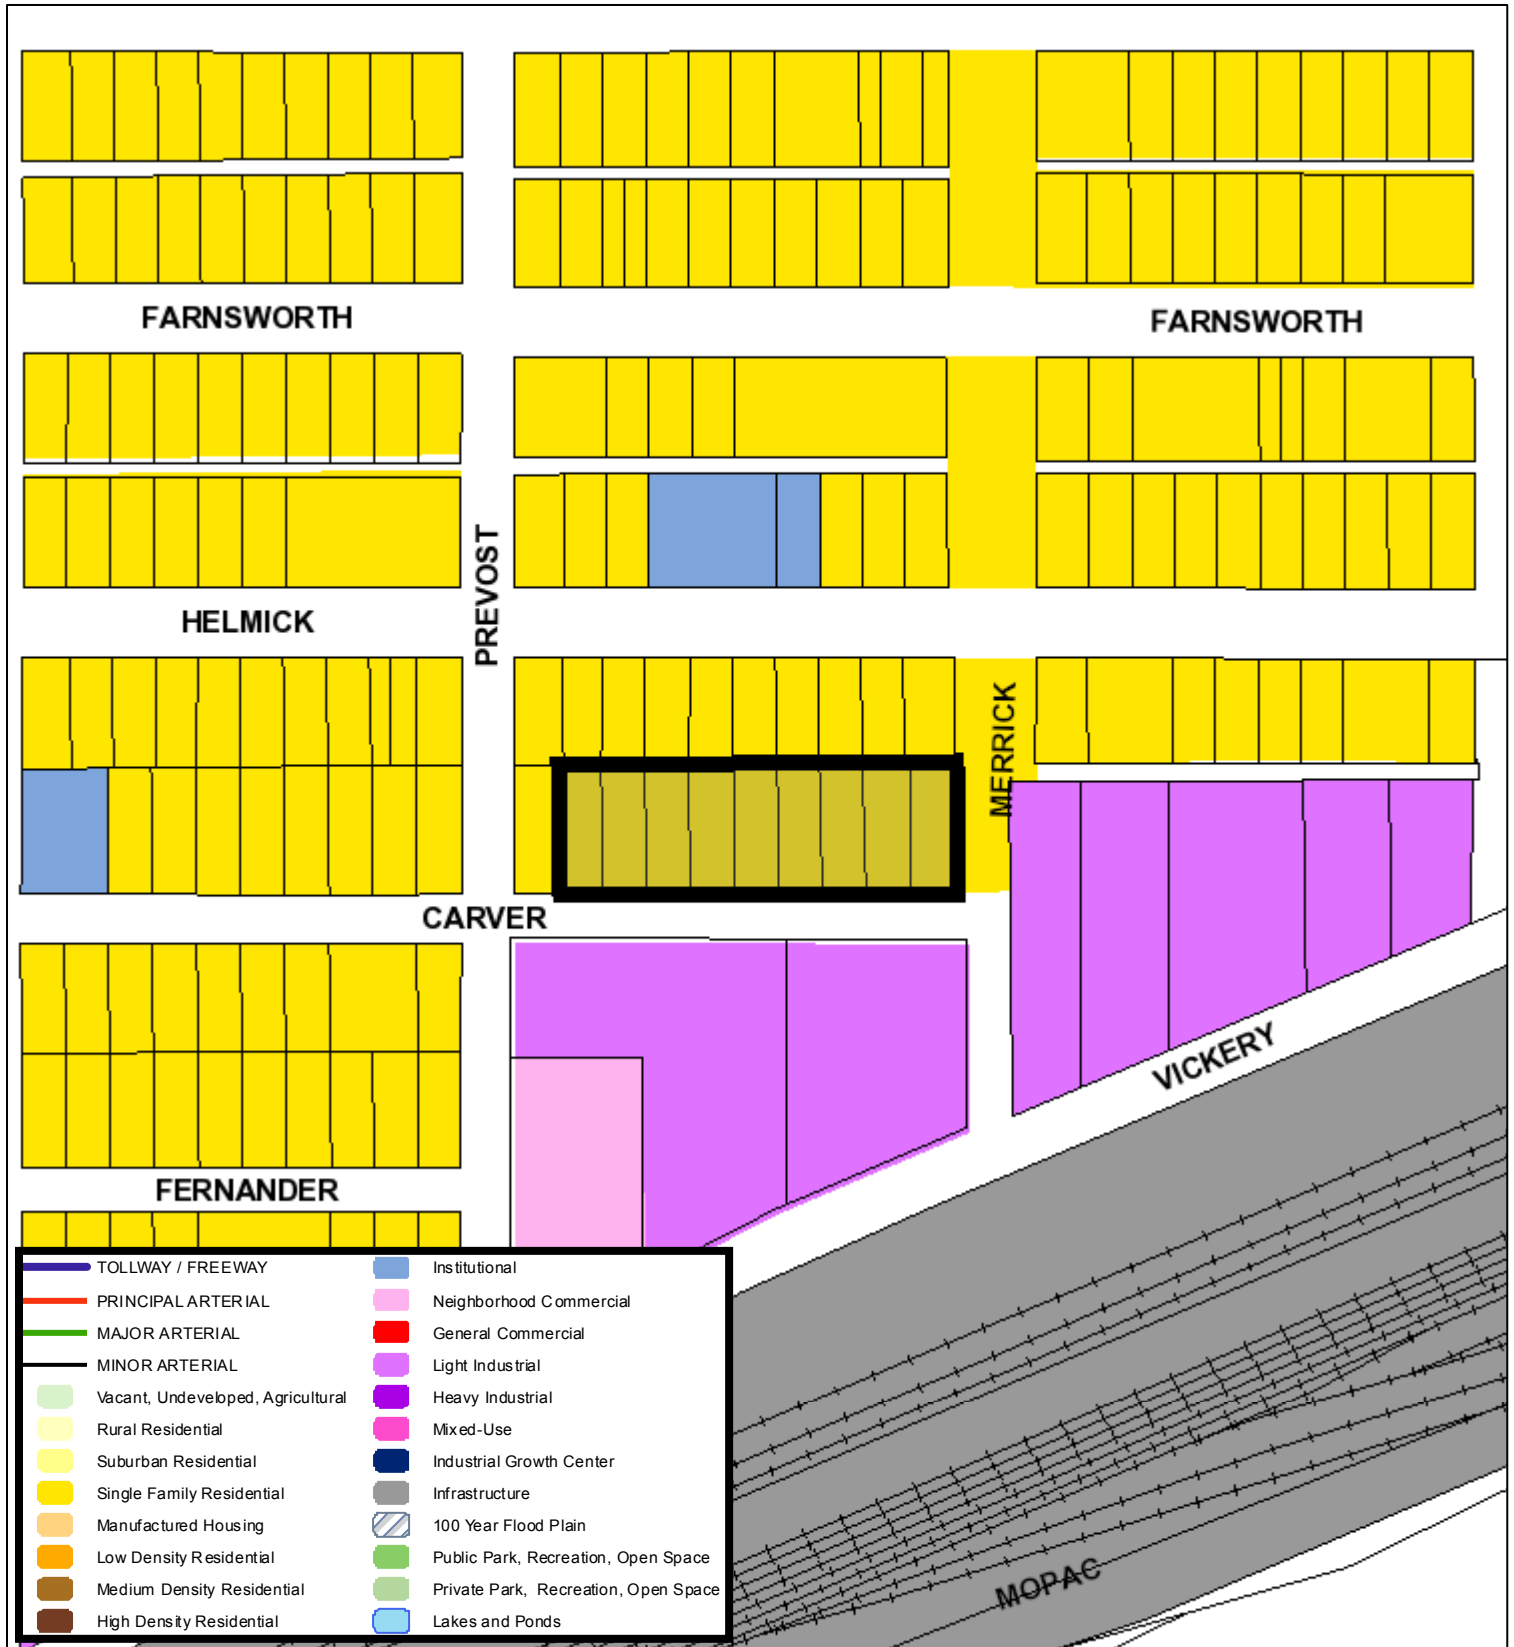 FARNSWORTH
FARNSWORTH
PREVOST
HELMICK
MERRICK
CARVER
VICKERY
FERNANDER
MOPAC
TOLLWAY / FREEWAY
PRINCIPAL ARTERIAL
MAJOR ARTERIAL
MINOR ARTERIAL
Vacant, Undeveloped, Agricultural
Rural Residential
Suburban Residential
Single Family Residential
Manufactured Housing
Low Density Residential
Medium Density Residential
High Density Residential
Institutional
Neighborhood Commercial
General Commercial
Light Industrial
Heavy Industrial
Mixed-Use
Industrial Growth Center
Infrastructure
100 Year Flood Plain
Public Park, Recreation, Open Space
Private Park, Recreation, Open Space
Lakes and Ponds